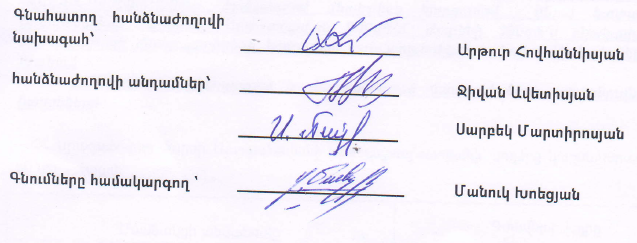 Գնահատող հանձնաժողովի
նախագահ՝ Արթուր Հովհաննիսյան
հանձնաժողովի անդամներ՝ Ջիվան Ավետիսյան
Սարբեկ Մարտիրոսյան
Գնումները համակարգող ՝ Մանուկ Խոեցյան